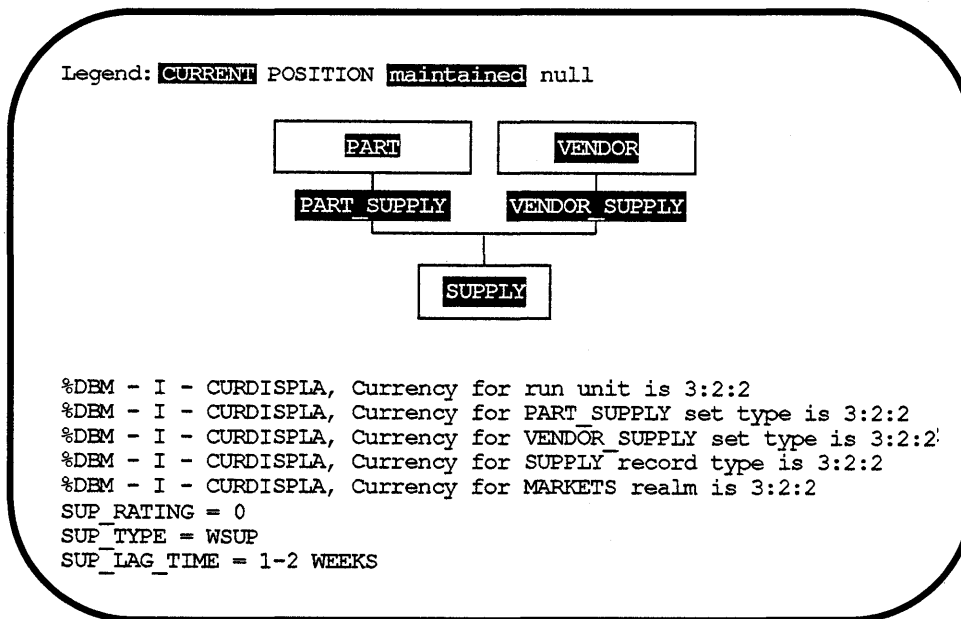 Legend: CURRENT POSITION maintained null
PART VENDOR
PART_SUPPLY VENDOR_SUPPLY
SUPPLY
%DBM - I - CURDISPLA, Currency for run unit is 3:2:2
%DBM - I - CURDISPLA, Currency for PART_SUPPLY set type is 3:2:2
%DBM - I - CURDISPLA, Currency for VENDOR_SUPPLY set type is 3:2:2
%DBM - I - CURDISPLA, Currency for SUPPLY record type is 3:2:2
%DBM - I - CURDISPLA, Currency for MARKETS realm is 3:2:2
SUP_RATING = 0
SUP_TYPE = WSUP
SUP_LAG_TIME = 1-2 WEEKS